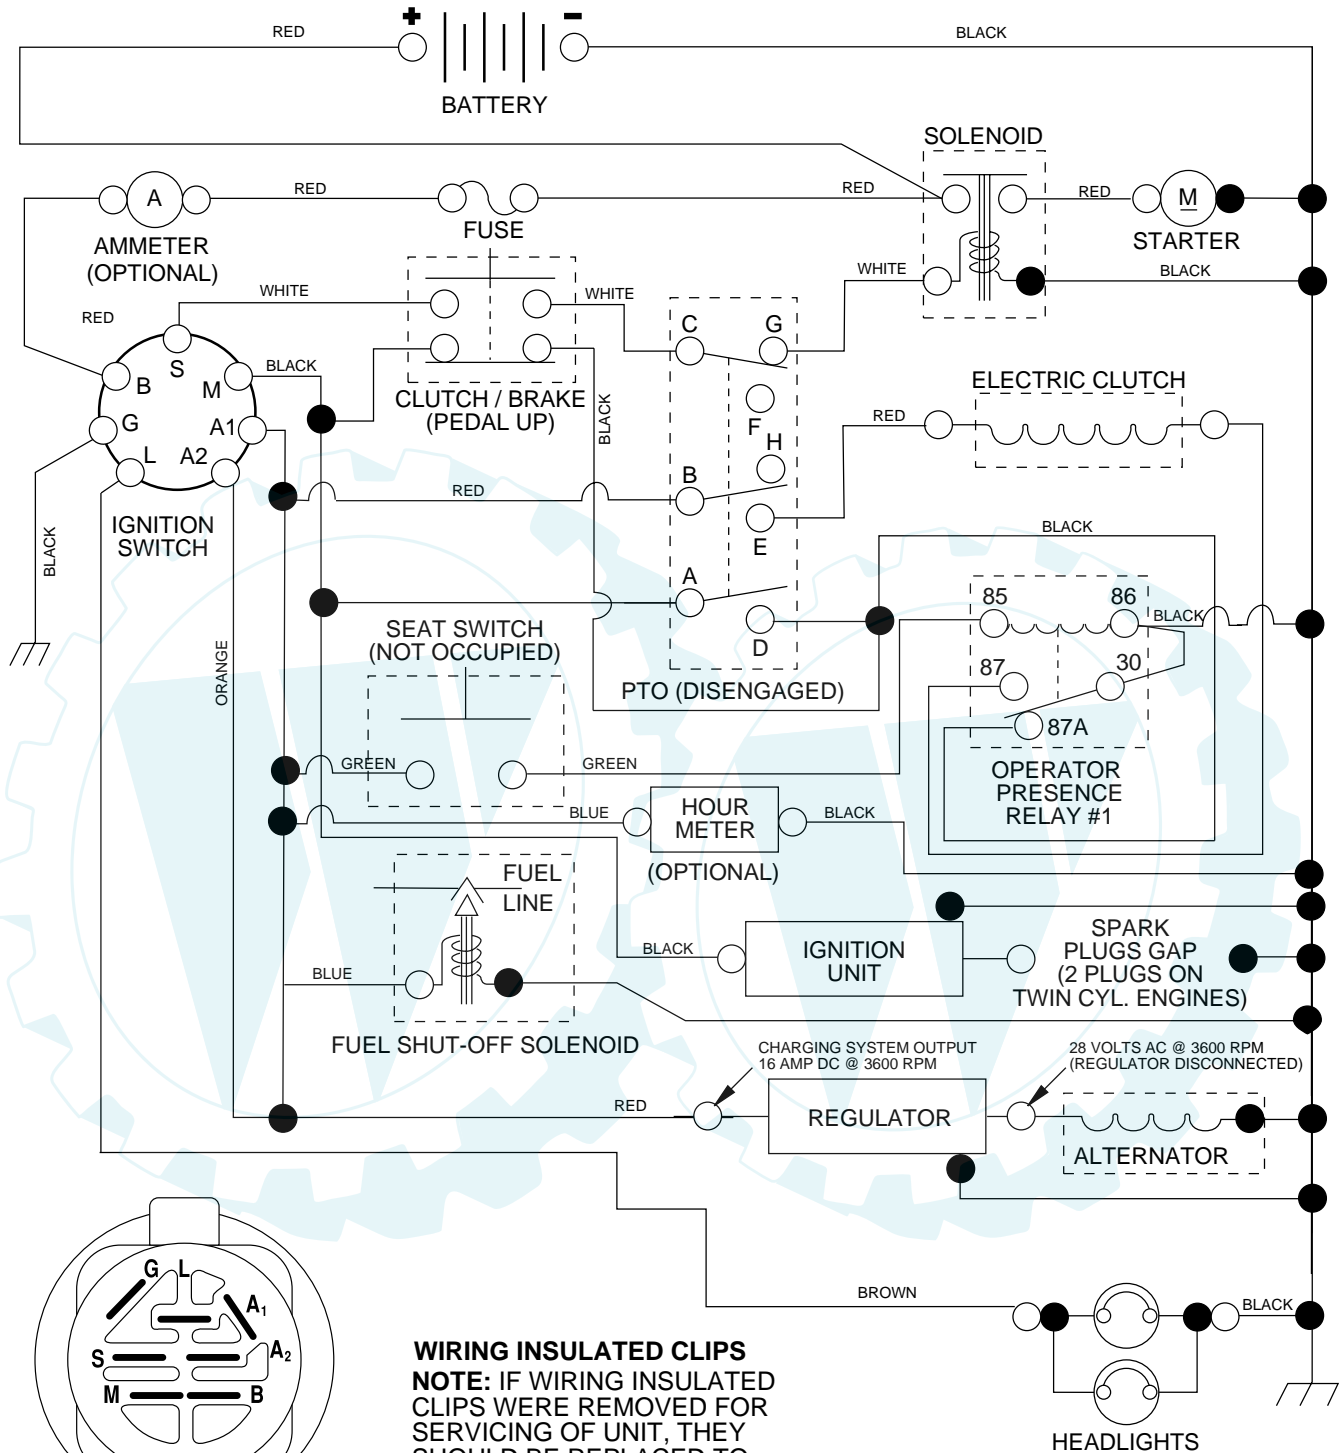 RED
+
-
BLACK
BATTERY
SOLENOID
A
RED
RED
RED
M
FUSE
STARTER
AMMETER
(OPTIONAL)
WHITE
BLACK
WHITE
WHITE
RED
C
G
S
BLACK
B
M
ELECTRIC CLUTCH
CLUTCH / BRAKE
(PEDAL UP)
BLACK
RED
G
A1
F
H
L
A2
B
RED
IGNITION
SWITCH
BLACK
E
BLACK
A
85
86
BLACK
SEAT SWITCH
(NOT OCCUPIED)
D
ORANGE
87
30
PTO (DISENGAGED)
87A
GREEN
GREEN
OPERATOR
PRESENCE
RELAY #1
BLUE
HOUR
METER
BLACK
(OPTIONAL)
FUEL
LINE
BLACK
IGNITION
UNIT
SPARK
PLUGS GAP
(2 PLUGS ON
TWIN CYL. ENGINES)
BLUE
FUEL SHUT-OFF SOLENOID
CHARGING SYSTEM OUTPUT
16 AMP DC @ 3600 RPM
28 VOLTS AC @ 3600 RPM
(REGULATOR DISCONNECTED)
RED
REGULATOR
ALTERNATOR
G
L
A1
S
A2
M
B
BROWN
BLACK
WIRING INSULATED CLIPS
NOTE: IF WIRING INSULATED
CLIPS WERE REMOVED FOR
SERVICING OF UNIT, THEY
SHOULD BE REPLACED TO
HEADLIGHTS